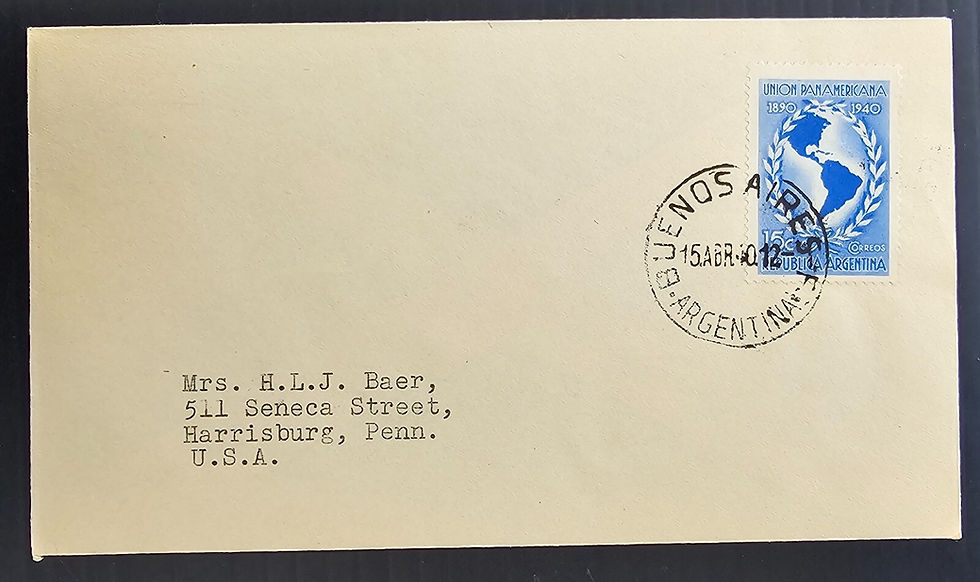 UNION PANAMERICANA
1890 1940
15c
CORREOS
REPUBLICA ARGENTINA
BUENOS AIRES-F
15 ABR. 40. 12-
·ARGENTINA·
Mrs. H.L.J. Baer,
511 Seneca Street,
Harrisburg, Penn.
U.S.A.